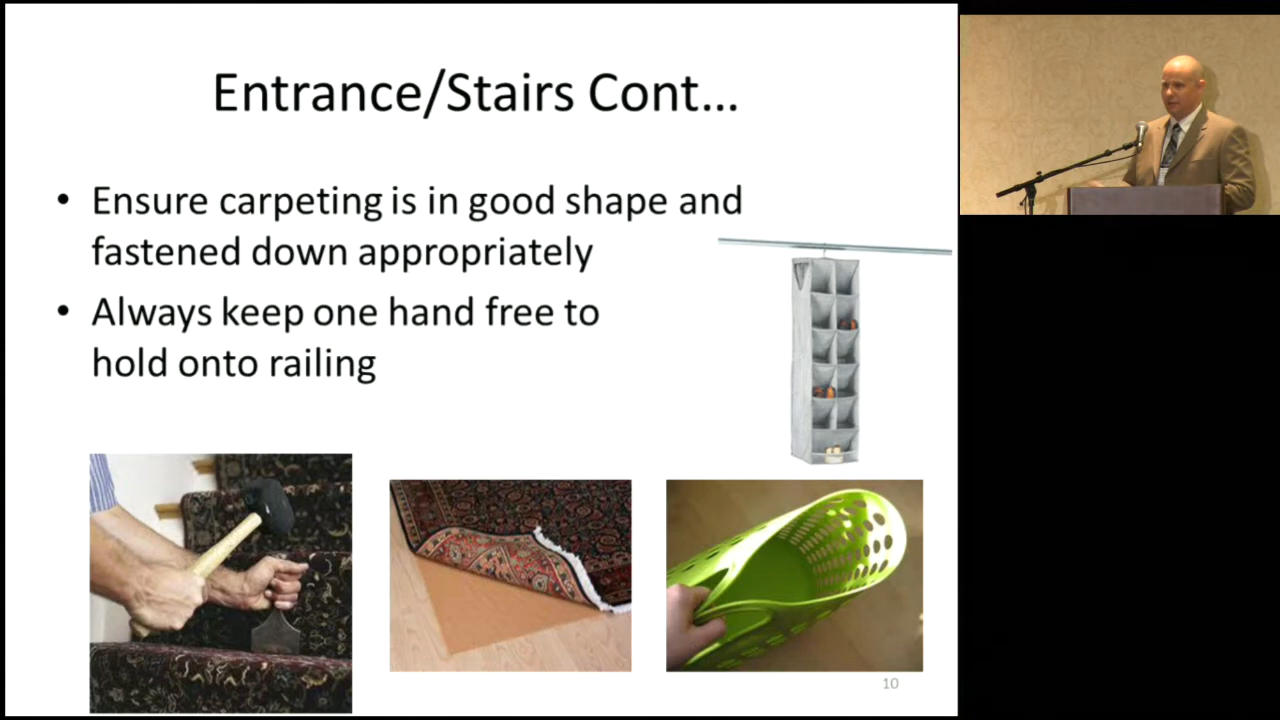 Entrance/Stairs Cont...
• Ensure carpeting is in good shape and
fastened down appropriately
• Always keep one hand free to
hold onto railing
10